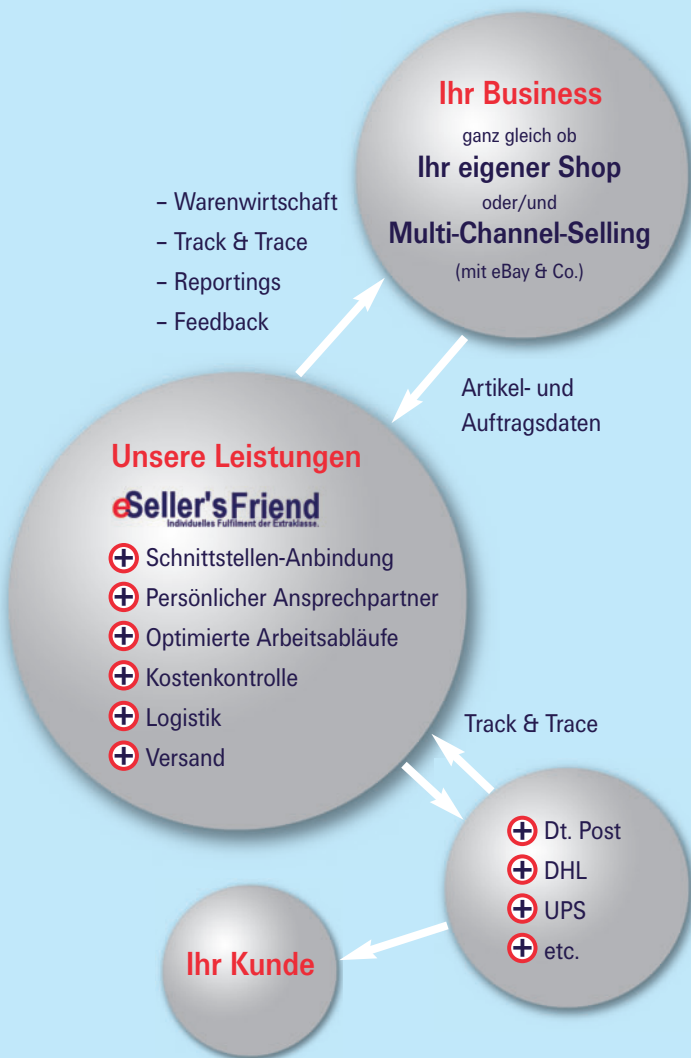 Ihr Business
ganz gleich ob
Ihr eigener Shop
oder/und
Multi-Channel-Selling
(mit eBay & Co.)
– Warenwirtschaft
– Track & Trace
– Reportings
– Feedback
Artikel- und
Auftragsdaten
Unsere Leistungen
eSeller's Friend
Individuelles Fulfilment der Extraklasse.
Schnittstellen-Anbindung
Persönlicher Ansprechpartner
Optimierte Arbeitsabläufe
Kostenkontrolle
Logistik
Versand
Track & Trace
Dt. Post
DHL
UPS
etc.
Ihr Kunde